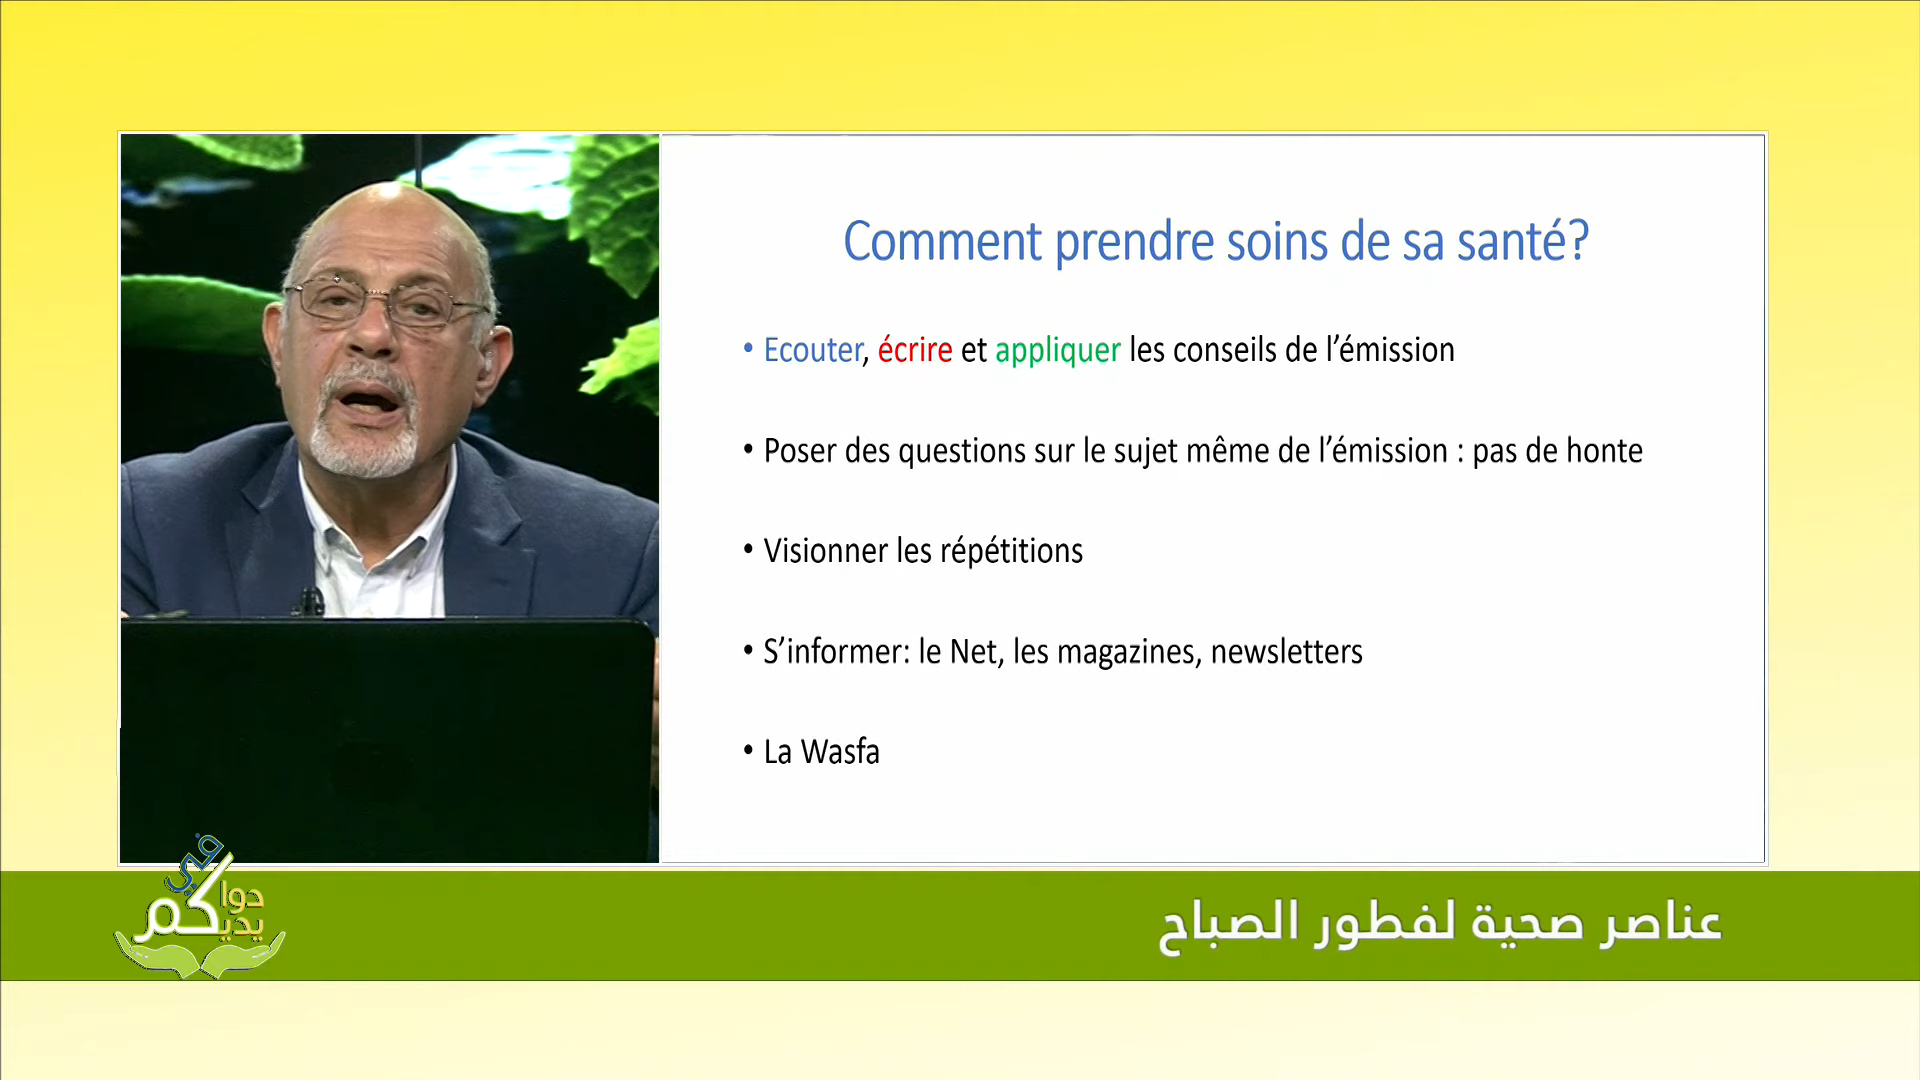 Comment prendre soins de sa santé?
• Ecouter, écrire et appliquer les conseils de l’émission
• Poser des questions sur le sujet même de l’émission : pas de honte
• Visionner les répétitions
• S’informer: le Net, les magazines, newsletters
• La Wasfa
عناصر صحية لفطور الصباح
دواكم في يديكم